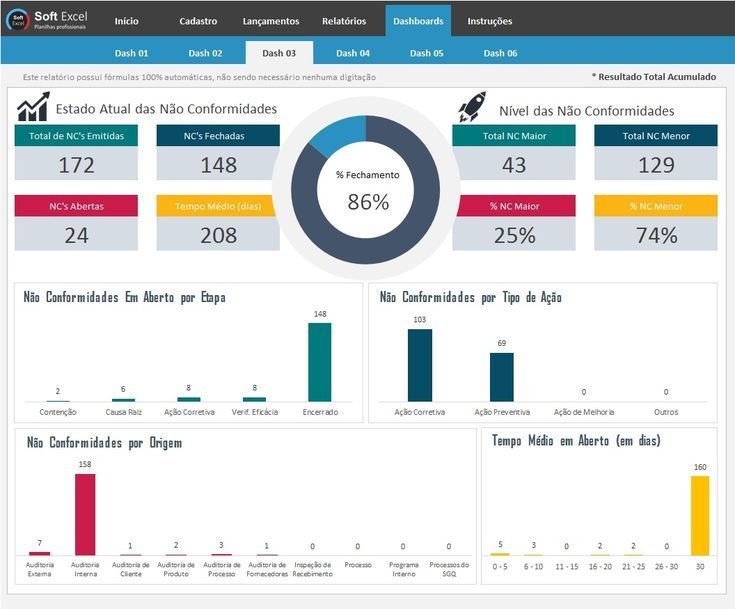 Soft Excel
Soft Excel
Planilhas profissionais
Início Cadastro Lançamentos Relatórios Dashboards Instruções
Dash 01 Dash 02 Dash 03 Dash 04 Dash 05 Dash 06
Este relatório possui fórmulas 100% automáticas, não sendo necessário nenhuma digitação
* Resultado Total Acumulado
Estado Atual das Não Conformidades
Total de NC's Emitidas
172
NC's Fechadas
148
NC's Abertas
24
Tempo Médio (dias)
208
% Fechamento
86%
Nível das Não Conformidades
Total NC Maior
43
Total NC Menor
129
% NC Maior
25%
% NC Menor
74%
Não Conformidades Em Aberto por Etapa
2 6 8 8 148
Contenção Causa Raiz Ação Corretiva Verif. Eficácia Encerrado
Não Conformidades por Tipo de Ação
103 69 0 0
Ação Corretiva Ação Preventiva Ação de Melhoria Outros
Não Conformidades por Origem
7 158 1 2 3 1 0 0 0 0
Auditoria Externa
Auditoria Interna
Auditoria de Cliente
Auditoria de Produto
Auditoria de Processo
Auditoria de Fornecedores
Inspeção de Recebimento
Processo
Programa Interno
Processos do SGQ
Tempo Médio em Aberto (em dias)
5 3 0 2 2 0 160
0 - 5 6 - 10 11 - 15 16 - 20 21 - 25 26 - 30 30